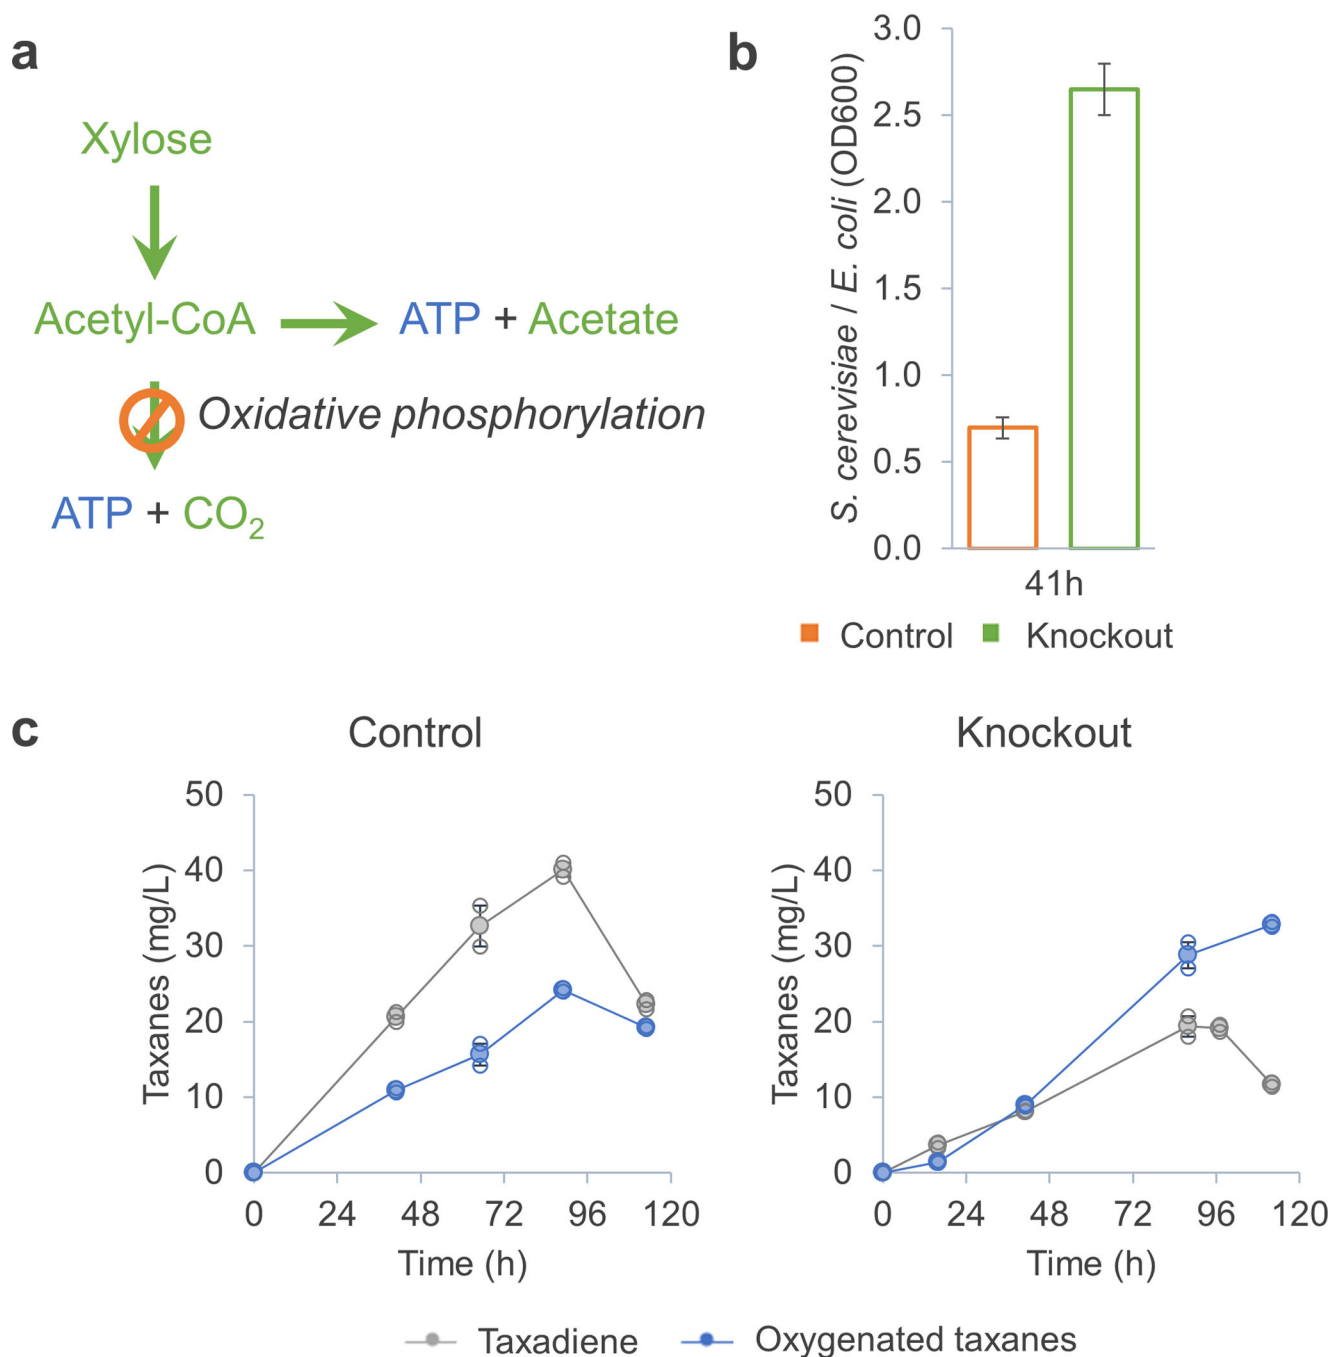 a
Xylose
Acetyl-CoA
ATP + Acetate
Oxidative phosphorylation
ATP + CO2
b
S. cerevisiae / E. coli (OD600)
3.0
2.5
2.0
1.5
1.0
0.5
0.0
41h
Control
Knockout
c
Control
Taxanes (mg/L)
50
40
30
20
10
0
0 24 48 72 96 120
Time (h)
Knockout
Taxanes (mg/L)
50
40
30
20
10
0
0 24 48 72 96 120
Time (h)
Taxadiene
Oxygenated taxanes